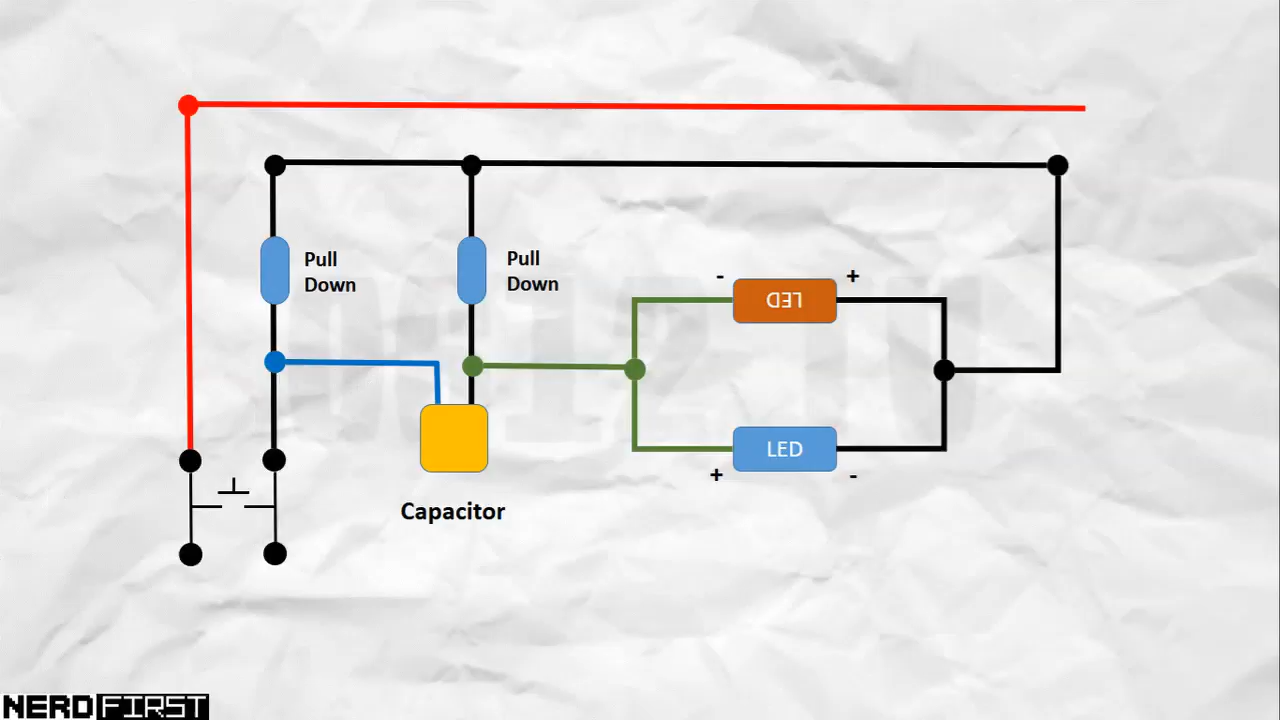 Pull
Down
Pull
Down
-
+
LED
LED
+
-
Capacitor
NERDFIRST